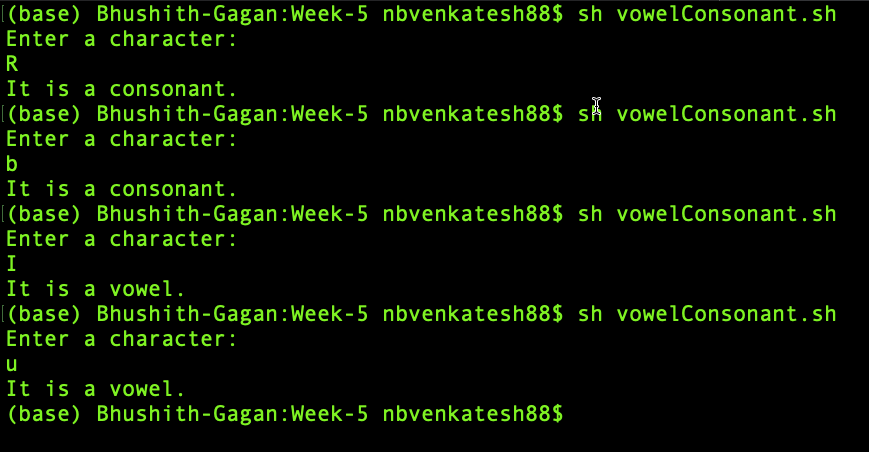 (base) Bhushith-Gagan:Week-5 nbvenkatesh88$ sh vowelConsonant.sh
Enter a character:
R
It is a consonant.
(base) Bhushith-Gagan:Week-5 nbvenkatesh88$ sh vowelConsonant.sh
Enter a character:
b
It is a consonant.
(base) Bhushith-Gagan:Week-5 nbvenkatesh88$ sh vowelConsonant.sh
Enter a character:
I
It is a vowel.
(base) Bhushith-Gagan:Week-5 nbvenkatesh88$ sh vowelConsonant.sh
Enter a character:
u
It is a vowel.
(base) Bhushith-Gagan:Week-5 nbvenkatesh88$